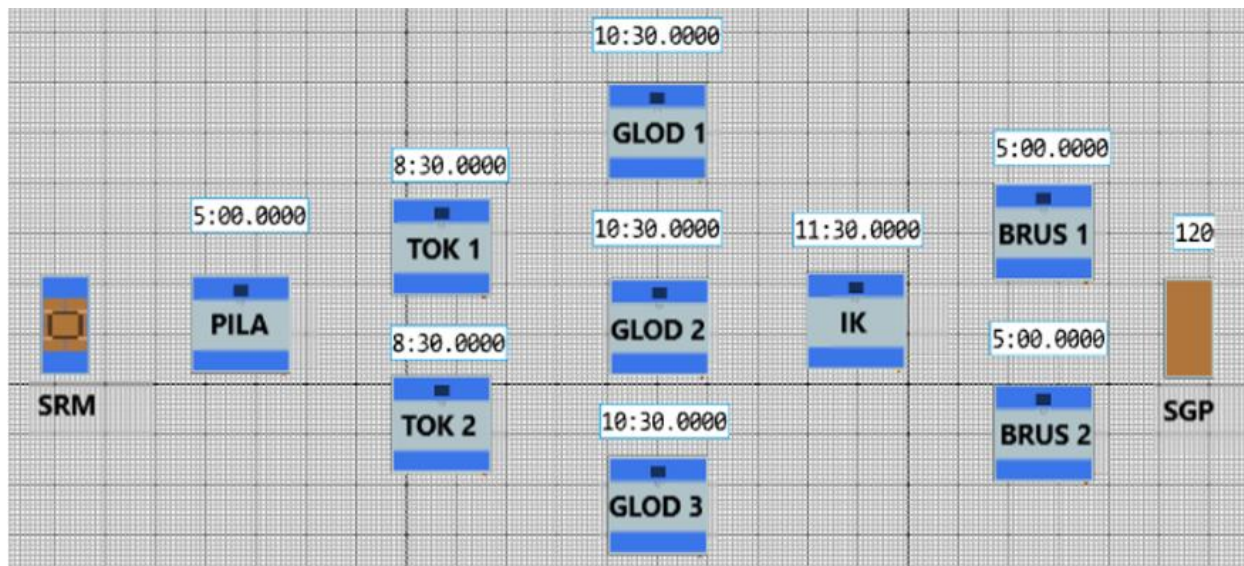 10:30.0000
GLOD 1
8:30.0000
TOK 1
5:00.0000
BRUS 1
5:00.0000
PILA
10:30.0000
GLOD 2
11:30.0000
IK
120
SRM
8:30.0000
TOK 2
5:00.0000
BRUS 2
SGP
10:30.0000
GLOD 3